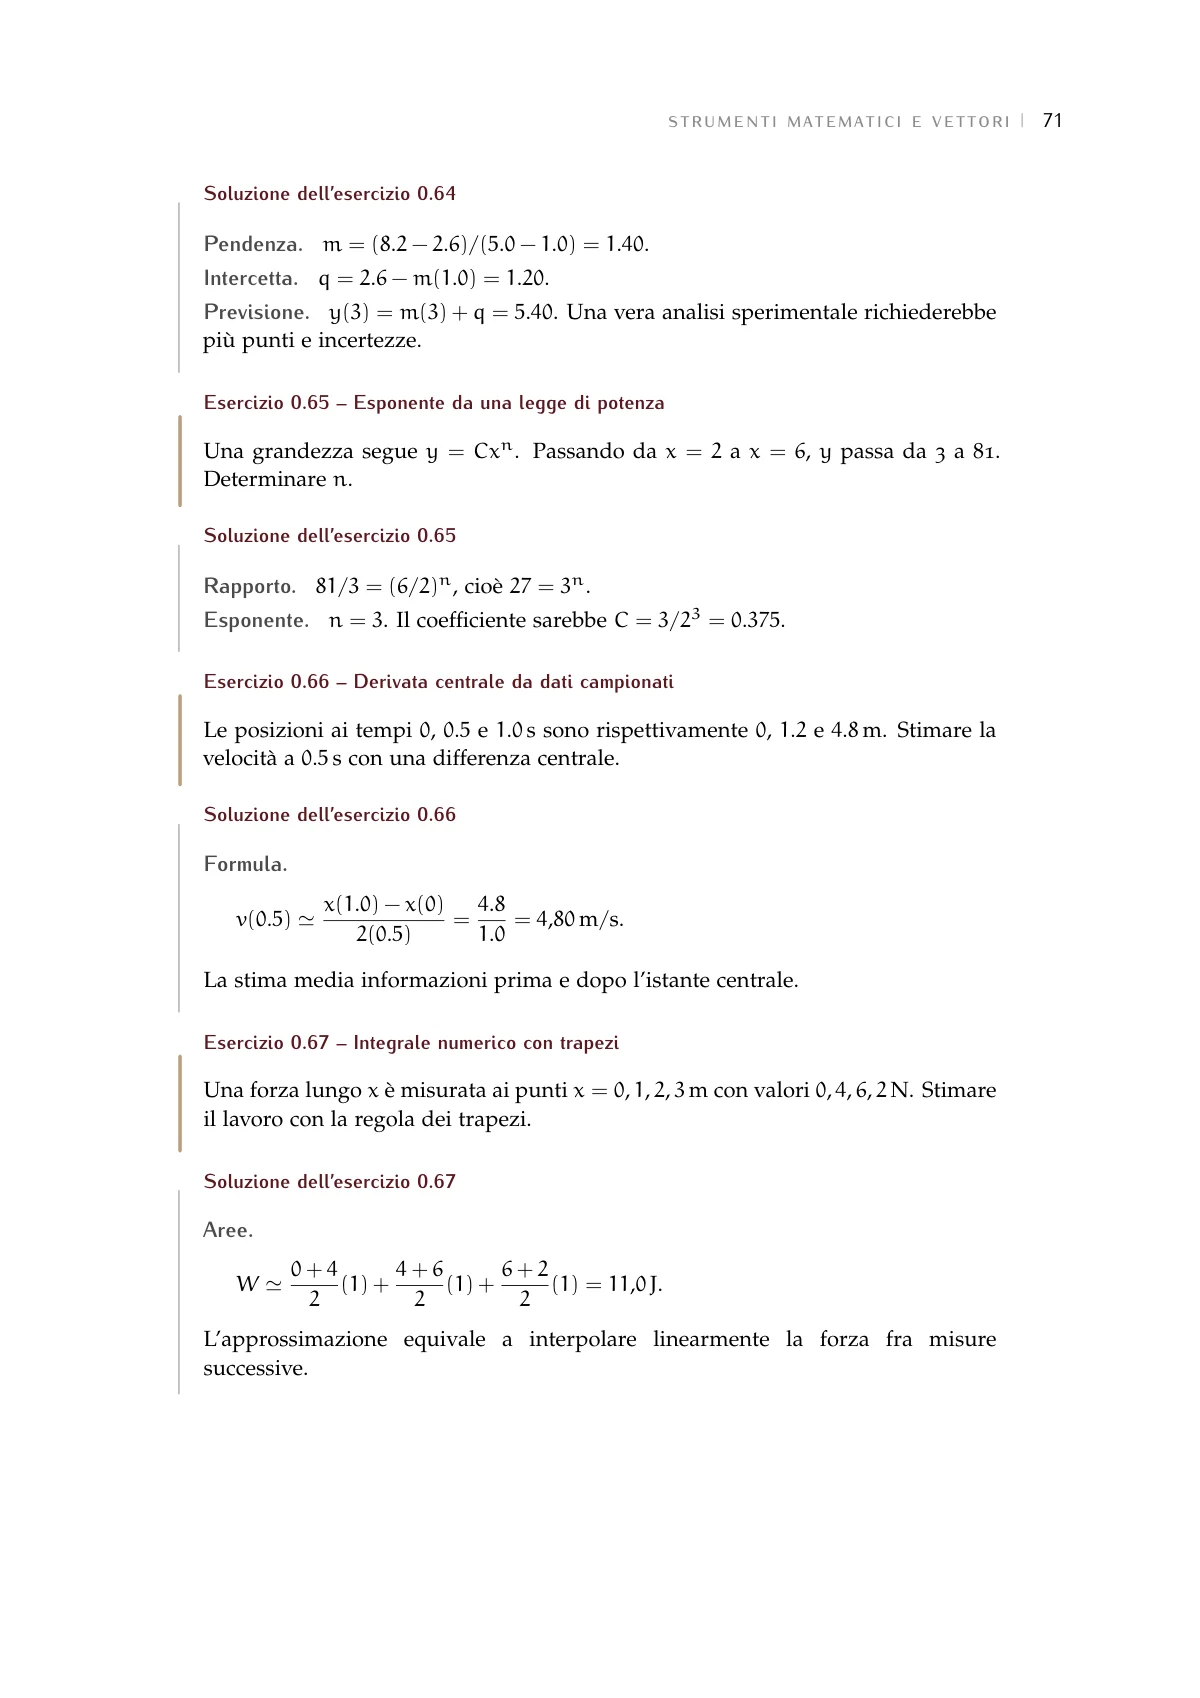 STRUMENTI MATEMATICI E VETTORI | 71
Soluzione dell'esercizio 0.64
Pendenza. m = (8.2 − 2.6)/(5.0 − 1.0) = 1.40.
Intercetta. q = 2.6 − m(1.0) = 1.20.
Previsione. y(3) = m(3) + q = 5.40. Una vera analisi sperimentale richiederebbe
più punti e incertezze.
Esercizio 0.65 – Esponente da una legge di potenza
Una grandezza segue y = Cxⁿ. Passando da x = 2 a x = 6, y passa da 3 a 81.
Determinare n.
Soluzione dell'esercizio 0.65
Rapporto. 81/3 = (6/2)ⁿ, cioè 27 = 3ⁿ.
Esponente. n = 3. Il coefficiente sarebbe C = 3/2³ = 0.375.
Esercizio 0.66 – Derivata centrale da dati campionati
Le posizioni ai tempi 0, 0.5 e 1.0 s sono rispettivamente 0, 1.2 e 4.8 m. Stimare la
velocità a 0.5 s con una differenza centrale.
Soluzione dell'esercizio 0.66
Formula.
v(0.5) ≃ (x(1.0) − x(0))/(2(0.5)) = 4.8/1.0 = 4,80 m/s.
La stima media informazioni prima e dopo l'istante centrale.
Esercizio 0.67 – Integrale numerico con trapezi
Una forza lungo x è misurata ai punti x = 0, 1, 2, 3 m con valori 0, 4, 6, 2 N. Stimare
il lavoro con la regola dei trapezi.
Soluzione dell'esercizio 0.67
Aree.
W ≃ (0 + 4)/2 (1) + (4 + 6)/2 (1) + (6 + 2)/2 (1) = 11,0 J.
L'approssimazione equivale a interpolare linearmente la forza fra misure
successive.